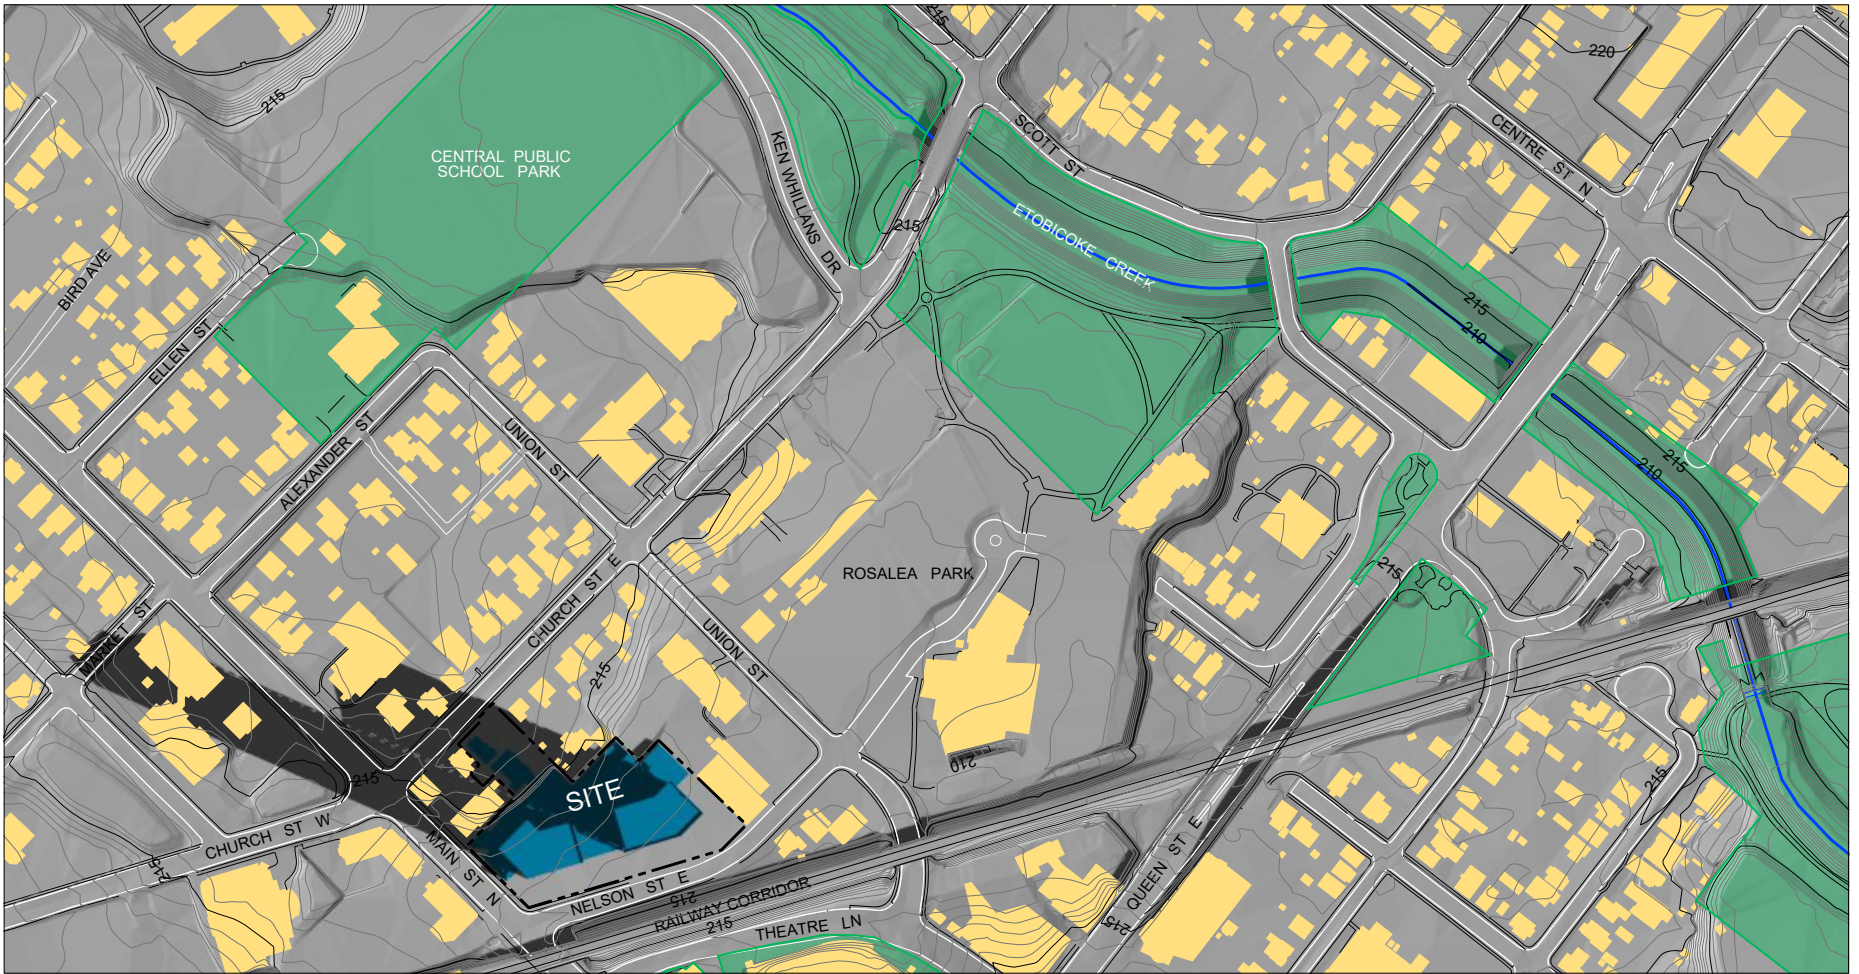 215
220
215
CENTRE ST N
SCOTT ST
CENTRAL PUBLIC
SCHOOL PARK
KEN WHILLANS DR
215
ETOBICOKE CREEK
BIRD AVE
215
210
ELLEN ST
ALEXANDER ST
UNION ST
215
210
ROSALEA PARK
215
CHURCH ST E
MARKET ST
UNION ST
215
210
215
215
SITE
CHURCH ST W
MAIN ST N
215
NELSON ST E
215
RAILWAY CORRIDOR
215
THEATRE LN
QUEEN ST E
215